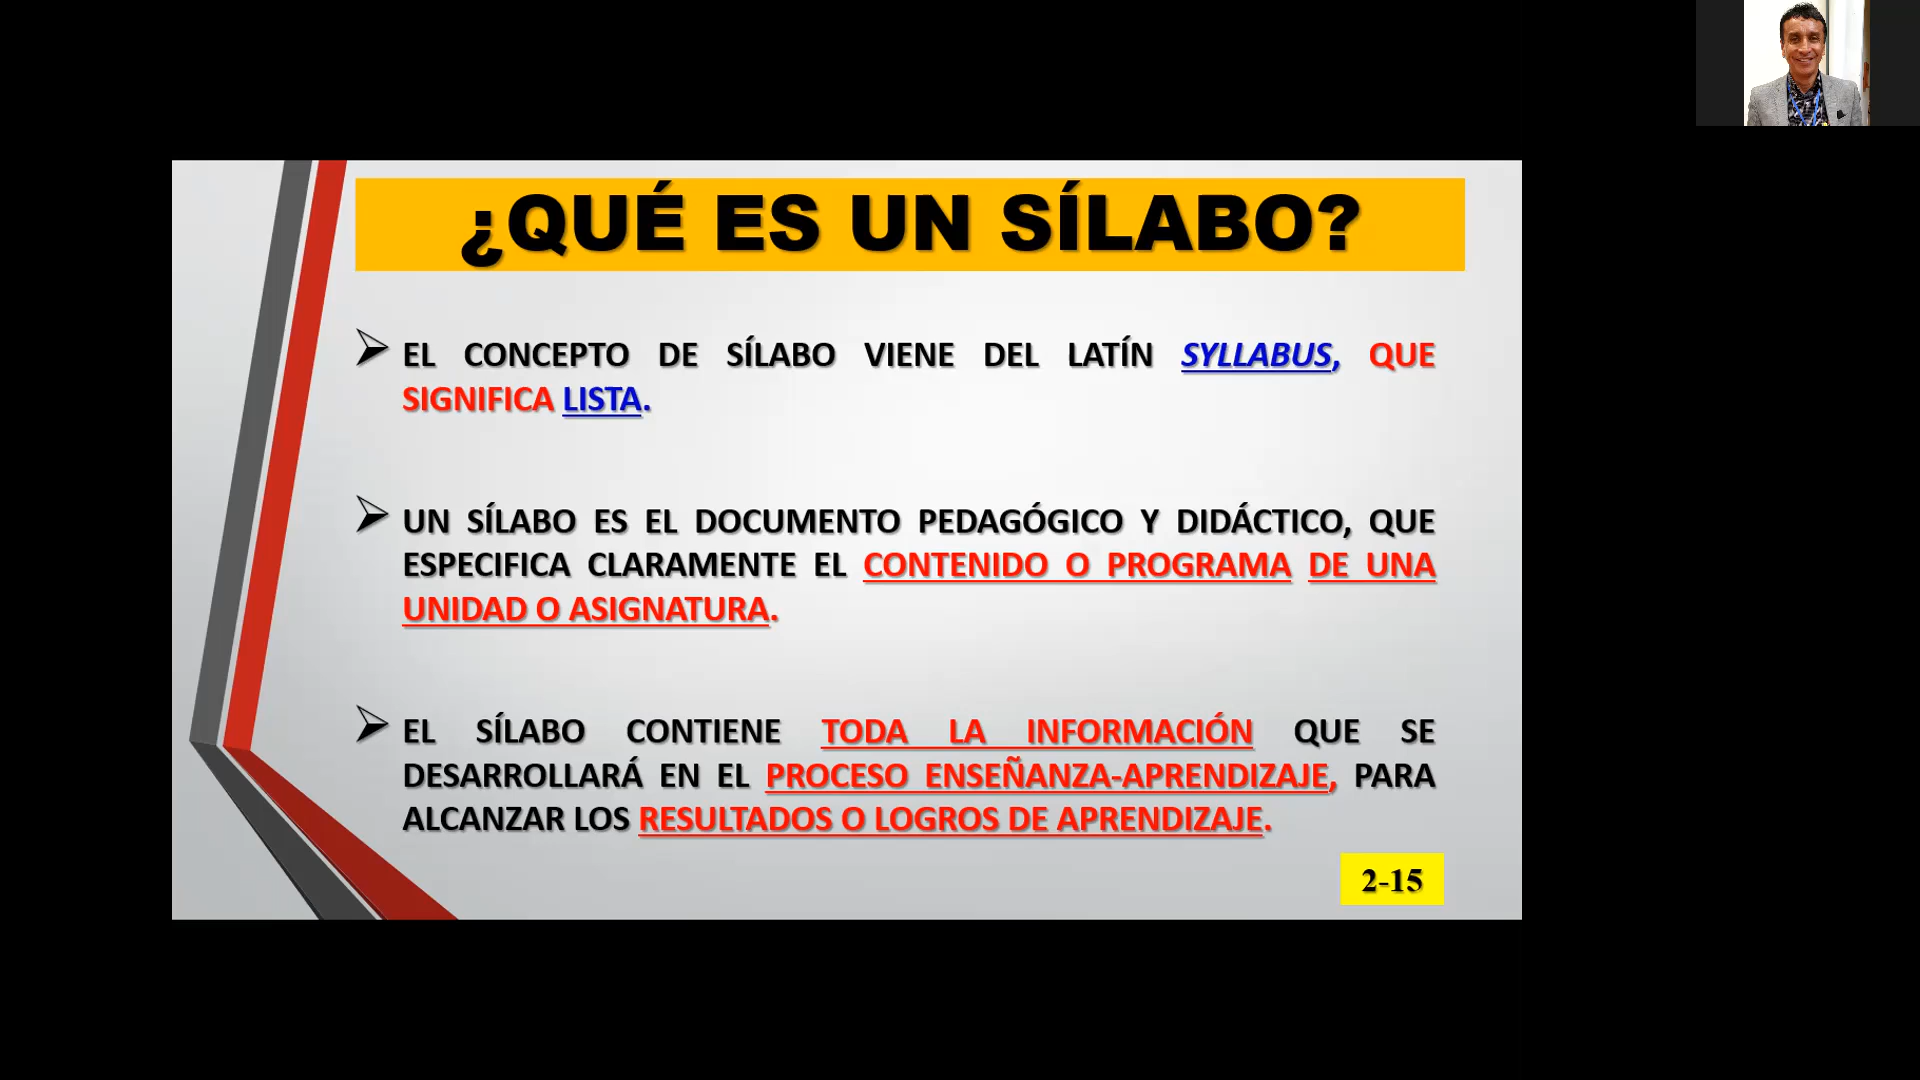 ¿QUÉ ES UN SÍLABO?
EL CONCEPTO DE SÍLABO VIENE DEL LATÍN SYLLABUS, QUE
SIGNIFICA LISTA.
UN SÍLABO ES EL DOCUMENTO PEDAGÓGICO Y DIDÁCTICO, QUE
ESPECIFICA CLARAMENTE EL CONTENIDO O PROGRAMA DE UNA
UNIDAD O ASIGNATURA.
EL SÍLABO CONTIENE TODA LA INFORMACIÓN QUE SE
DESARROLLARÁ EN EL PROCESO ENSEÑANZA-APRENDIZAJE, PARA
ALCANZAR LOS RESULTADOS O LOGROS DE APRENDIZAJE.
2-15